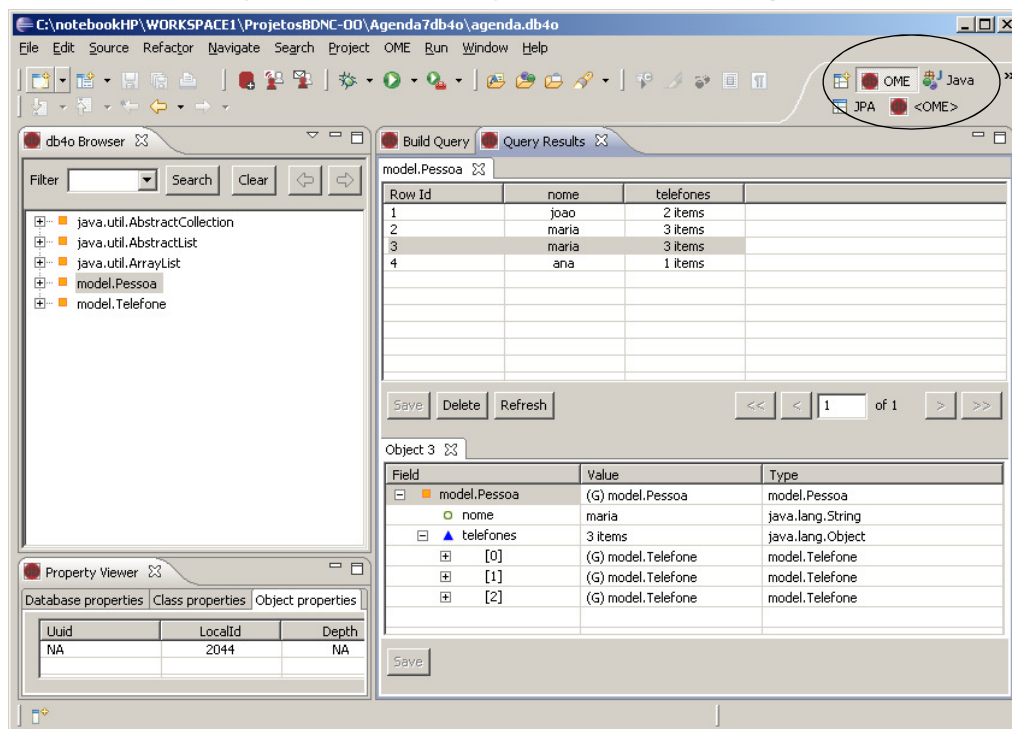 C:\notebookHP\WORKSPACE1\ProjetosBDNC-OO\Agenda7db4o\agenda.db4o
File Edit Source Refactor Navigate Search Project OME Run Window Help
OME Java »
JPA <OME>
db4o Browser
Filter Search Clear
java.util.AbstractCollection
java.util.AbstractList
java.util.ArrayList
model.Pessoa
model.Telefone
Property Viewer
Database properties Class properties Object properties
Uuid LocalId Depth
NA 2044 NA
Build Query Query Results
model.Pessoa
Row Id nome telefones
1 joao 2 items
2 maria 3 items
3 maria 3 items
4 ana 1 items
Save Delete Refresh << < 1 of 1 > >>
Object 3
Field Value Type
model.Pessoa (G) model.Pessoa model.Pessoa
nome maria java.lang.String
telefones 3 items java.lang.Object
[0] (G) model.Telefone model.Telefone
[1] (G) model.Telefone model.Telefone
[2] (G) model.Telefone model.Telefone
Save